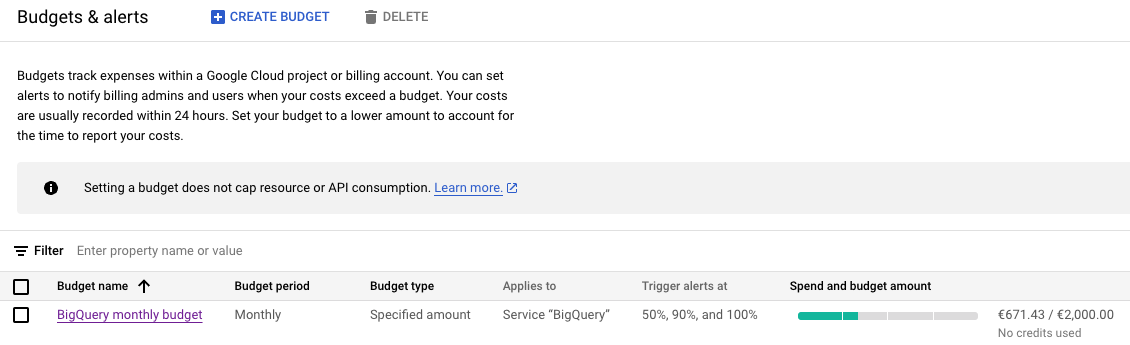 Budgets & alerts CREATE BUDGET DELETE
Budgets track expenses within a Google Cloud project or billing account. You can set
alerts to notify billing admins and users when your costs exceed a budget. Your costs
are usually recorded within 24 hours. Set your budget to a lower amount to account for
the time to report your costs.
Setting a budget does not cap resource or API consumption. Learn more.
Filter Enter property name or value
Budget name Budget period Budget type Applies to Trigger alerts at Spend and budget amount
BigQuery monthly budget Monthly Specified amount Service “BigQuery” 50%, 90%, and 100% €671.43 / €2,000.00
No credits used